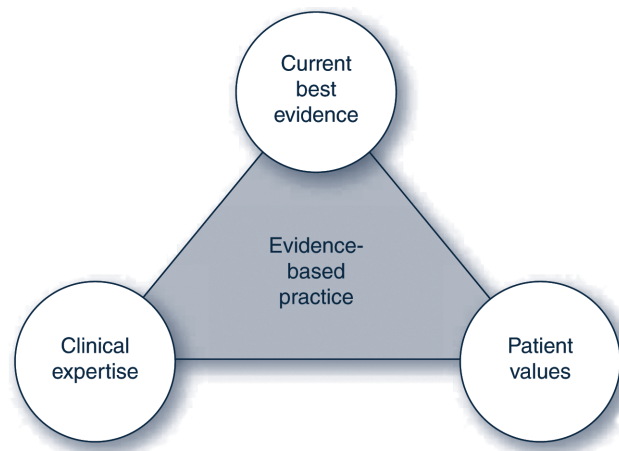 Current
best
evidence
Evidence-
based
practice
Clinical
expertise
Patient
values